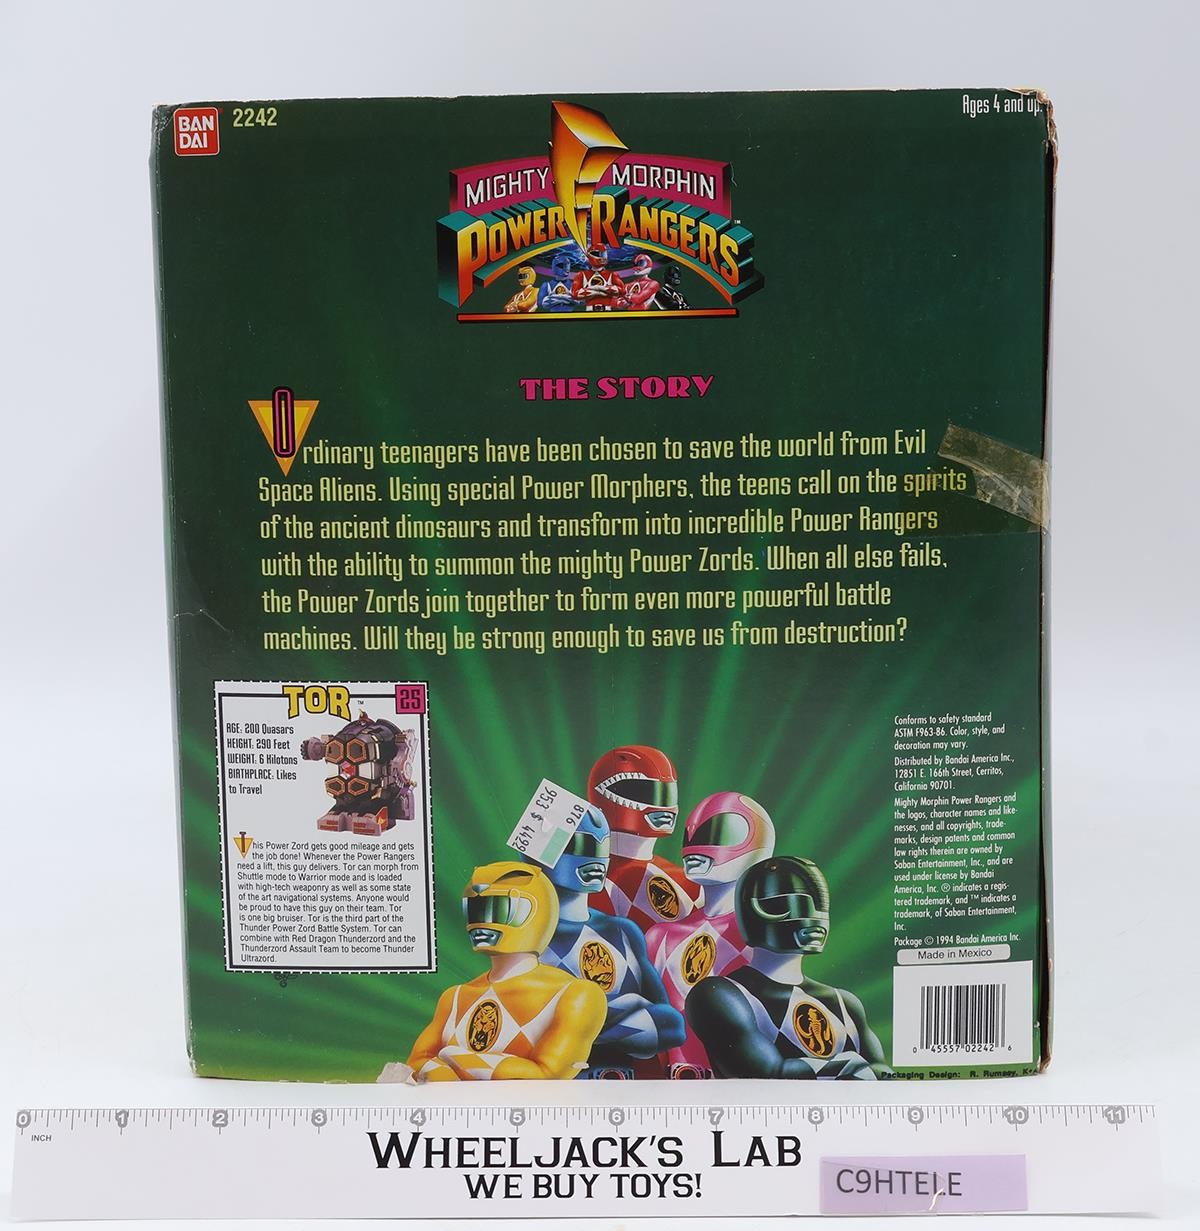 BAN
DAI
2242
Ages 4 and up.
MIGHTY MORPHIN
POWER RANGERS™
THE STORY
Ordinary teenagers have been chosen to save the world from Evil
Space Aliens. Using special Power Morphers, the teens call on the spirits
of the ancient dinosaurs and transform into incredible Power Rangers
with the ability to summon the mighty Power Zords. When all else fails,
the Power Zords join together to form even more powerful battle
machines. Will they be strong enough to save us from destruction?
TOR™
25
AGE: 200 Quasars
HEIGHT: 290 Feet
WEIGHT: 6 Kilotons
BIRTHPLACE: Likes
to Travel
This Power Zord gets good mileage and gets
the job done! Whenever the Power Rangers
need a lift, this guy delivers. Tor can morph from
Shuttle mode to Warrior mode and is loaded
with high-tech weaponry as well as some state
of the art navigational systems. Anyone would
be proud to have this guy on their team. Tor
is one big bruiser. Tor is the third part of the
Thunder Power Zord Battle System. Tor can
combine with Red Dragon Thunderzord and the
Thunderzord Assault Team to become Thunder
Ultrazord.
876
953 $ 4499
Conforms to safety standard
ASTM F963-86. Color, style, and
decoration may vary.
Distributed by Bandai America Inc.,
12851 E. 166th Street, Cerritos,
California 90701.
Mighty Morphin Power Rangers and
the logos, character names and like-
nesses, and all copyrights, trade-
marks, design patents and common
law rights therein are owned by
Saban Entertainment, Inc., and are
used under license by Bandai
America, Inc. ® indicates a regis-
tered trademark, and ™ indicates a
trademark, of Saban Entertainment,
Inc.
Package © 1994 Bandai America Inc.
Made in Mexico
0 45557 02242 6
Packaging Design: R. Rumsey, K•A
0 1 2 3 4 5 6 7 8 9 10 11
INCH
WHEELJACK'S LAB
WE BUY TOYS!
C9HTELE